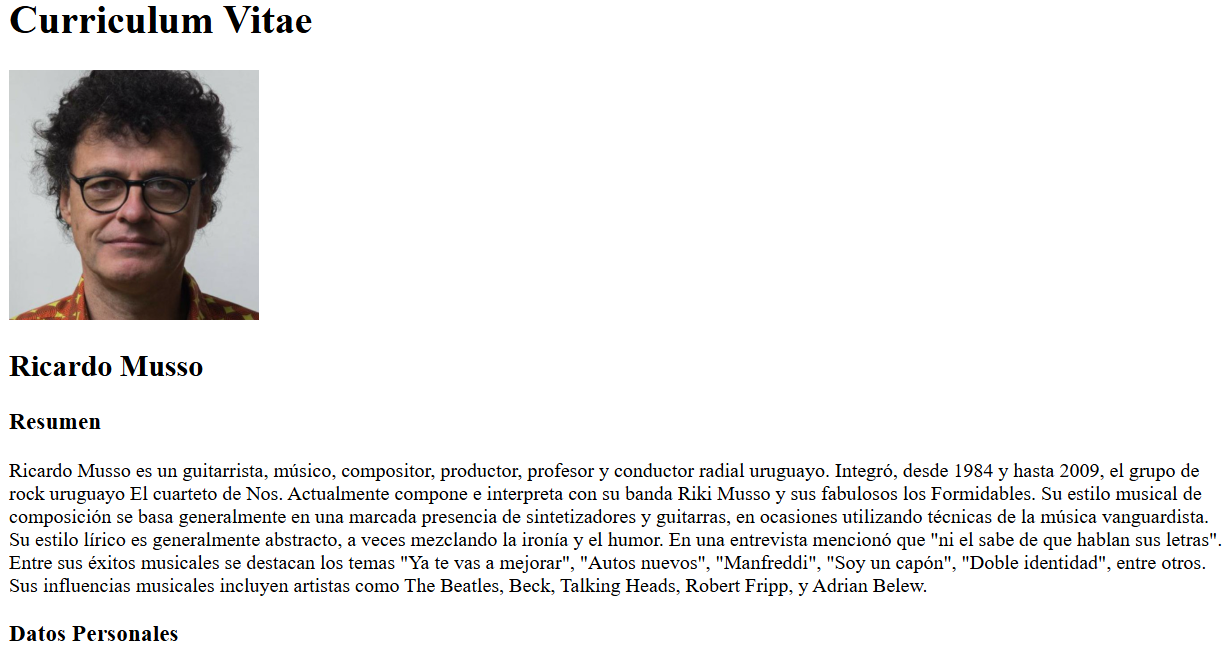 Curriculum Vitae
Ricardo Musso
Resumen
Ricardo Musso es un guitarrista, músico, compositor, productor, profesor y conductor radial uruguayo. Integró, desde 1984 y hasta 2009, el grupo de
rock uruguayo El cuarteto de Nos. Actualmente compone e interpreta con su banda Riki Musso y sus fabulosos los Formidables. Su estilo musical de
composición se basa generalmente en una marcada presencia de sintetizadores y guitarras, en ocasiones utilizando técnicas de la música vanguardista.
Su estilo lírico es generalmente abstracto, a veces mezclando la ironía y el humor. En una entrevista mencionó que "ni el sabe de que hablan sus letras".
Entre sus éxitos musicales se destacan los temas "Ya te vas a mejorar", "Autos nuevos", "Manfreddi", "Soy un capón", "Doble identidad", entre otros.
Sus influencias musicales incluyen artistas como The Beatles, Beck, Talking Heads, Robert Fripp, y Adrian Belew.
Datos Personales